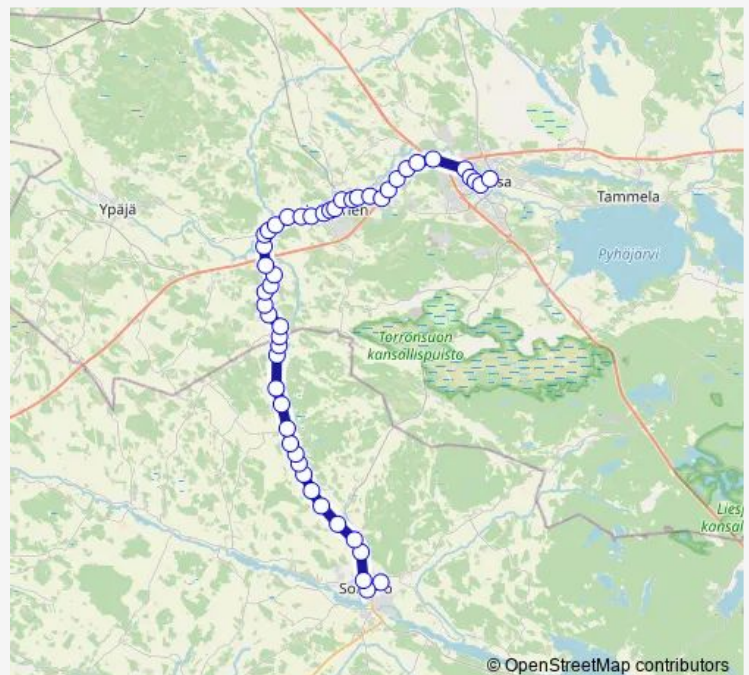 Ypäjä
Tammela
Pyhäjärvi
Torronsuon
kansallispuisto
© OpenStreetMap contributors